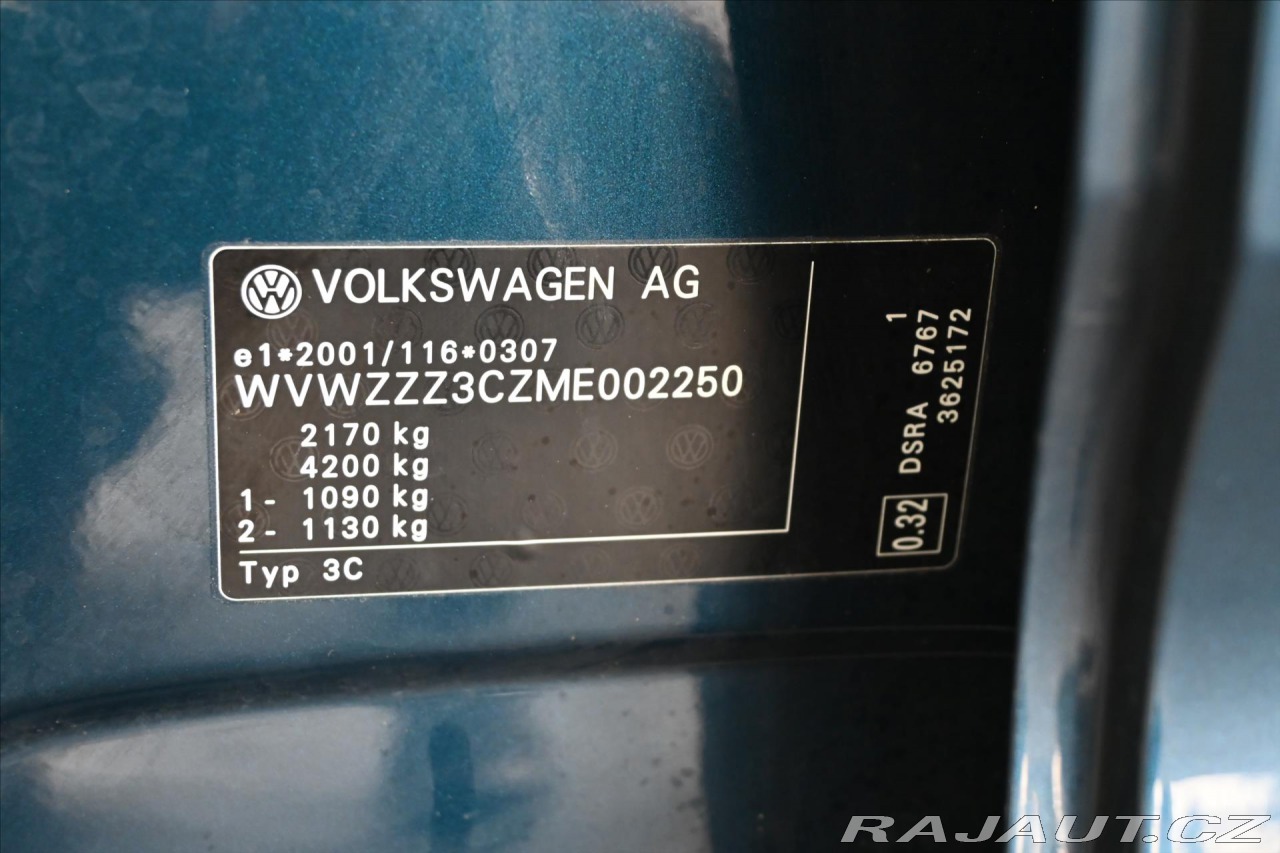 VOLKSWAGEN AG
e1*2001/116*0307
WVWZZZ3CZME002250
2170 kg
4200 kg
1- 1090 kg
2- 1130 kg
Typ 3C
0.32
DSRA 6767 1
3625172
RAJAUT.CZ